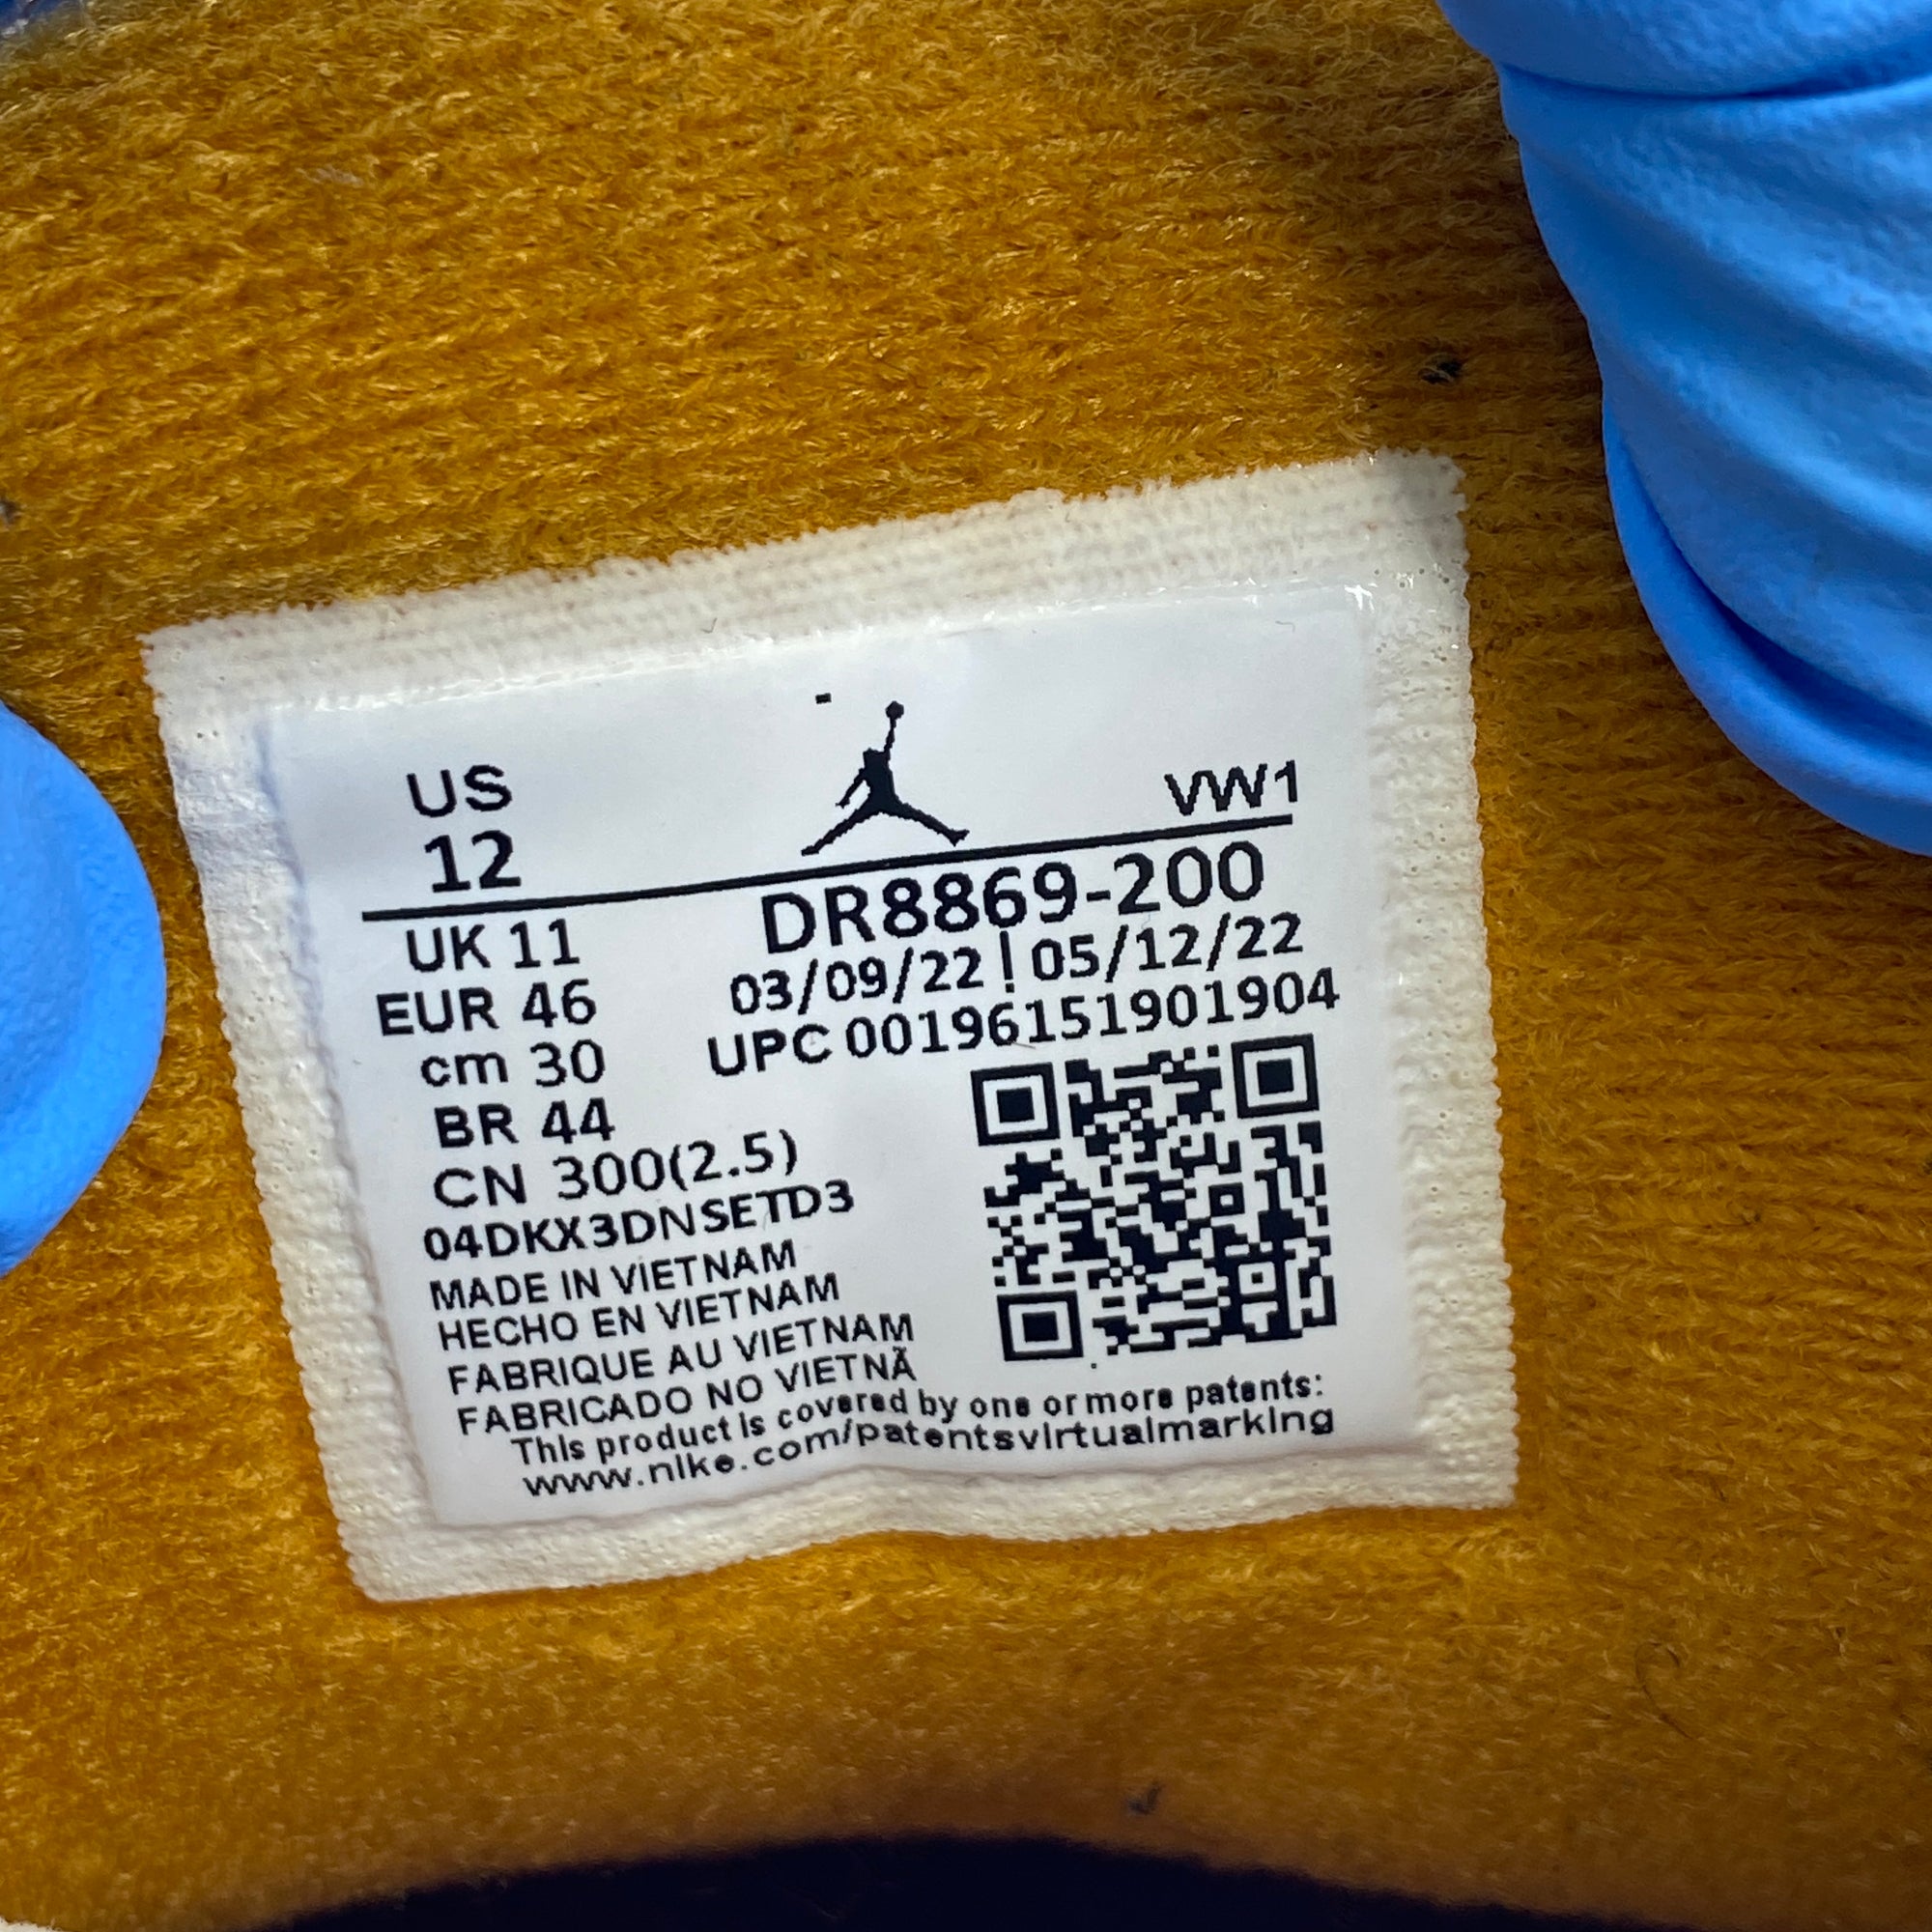 US
12
VW1
UK 11
EUR 46
cm 30
BR 44
CN 300(2.5)
04DKX3DNSETD3
DR8869-200
03/09/22 | 05/12/22
UPC 00196151901904
MADE IN VIETNAM
HECHO EN VIETNAM
FABRIQUE AU VIETNAM
FABRICADO NO VIETNÃ
This product is covered by one or more patents:
www.nike.com/patentsvirtualmarking